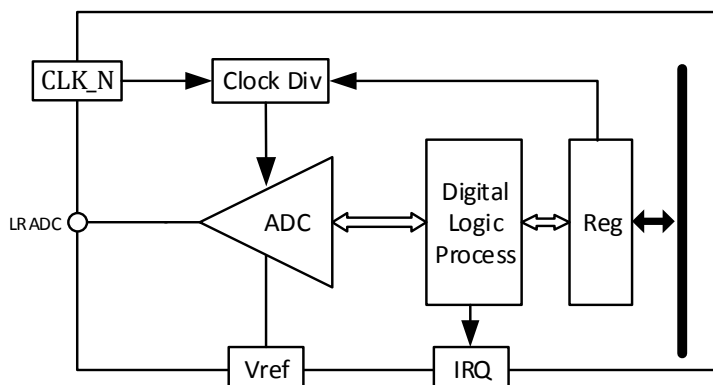 CLK_N
Clock Div
LRADC
ADC
Digital
Logic
Process
Reg
Vref
IRQ